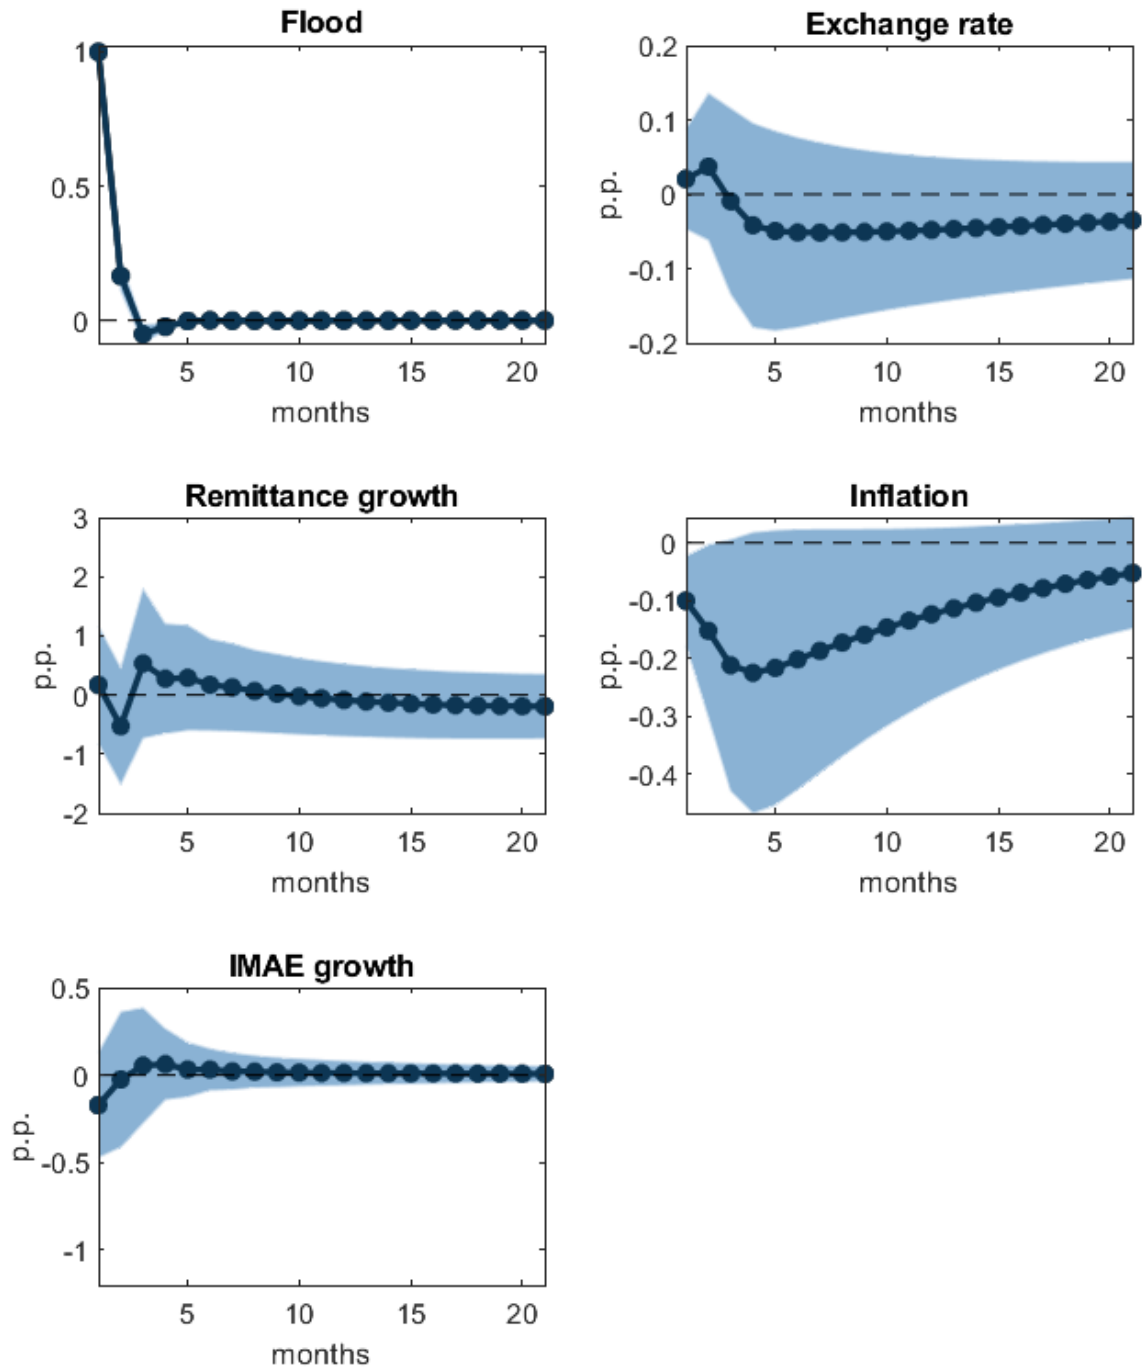 Flood
1
0.5
0
5 10 15 20
months
Exchange rate
p.p.
0.2
0.1
0
-0.1
-0.2
5 10 15 20
months
Remittance growth
p.p.
3
2
1
0
-1
-2
5 10 15 20
months
Inflation
p.p.
0
-0.1
-0.2
-0.3
-0.4
5 10 15 20
months
IMAE growth
p.p.
0.5
0
-0.5
-1
5 10 15 20
months